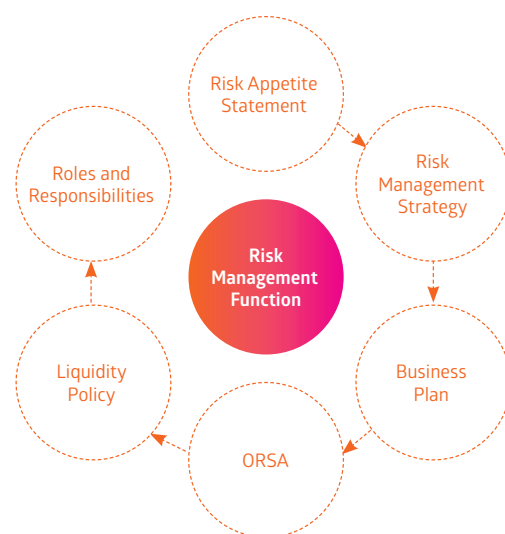 Risk Appetite
Statement
Risk
Management
Strategy
Business
Plan
ORSA
Liquidity
Policy
Roles and
Responsibilities
Risk
Management
Function